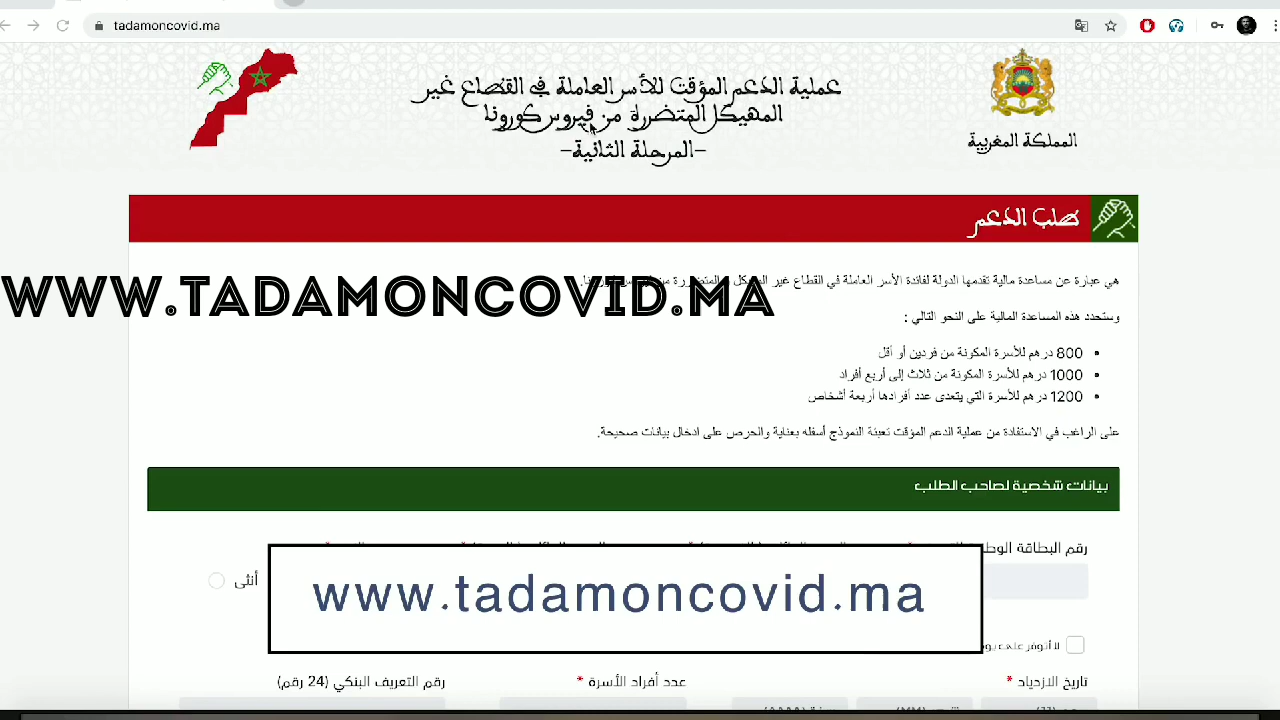 tadamoncovid.ma
عملية الدعم المؤقت للأسر العاملة في القطاع غير
المهيكل المتضررة من فيروس كورونا
-المرحلة الثانية-
المملكة المغربية
طلب الدعم
هي عبارة عن مساعدة مالية تقدمها الدولة لفائدة الأسر العاملة في القطاع غير
WWW.TADAMONCOVID.MA
وستحدد هذه المساعدة المالية على النحو التالي :
800 درهم للأسرة المكونة من فردين أو أقل
1000 درهم للأسرة المكونة من ثلاث إلى أربع أفراد
1200 درهم للأسرة التي يتعدى عدد أفرادها أربعة أشخاص
على الراغب في الاستفادة من عملية الدعم المؤقت تعبئة النموذج أسفله بعناية والحرص على ادخال بيانات صحيحة.
بيانات شخصية لصاحب الطلب
رقم البطاقة
أنثى
www.tadamoncovid.ma
لا أتوفر على
تاريخ الازدياد *
عدد أفراد الأسرة *
رقم التعريف البنكي (24 رقم)